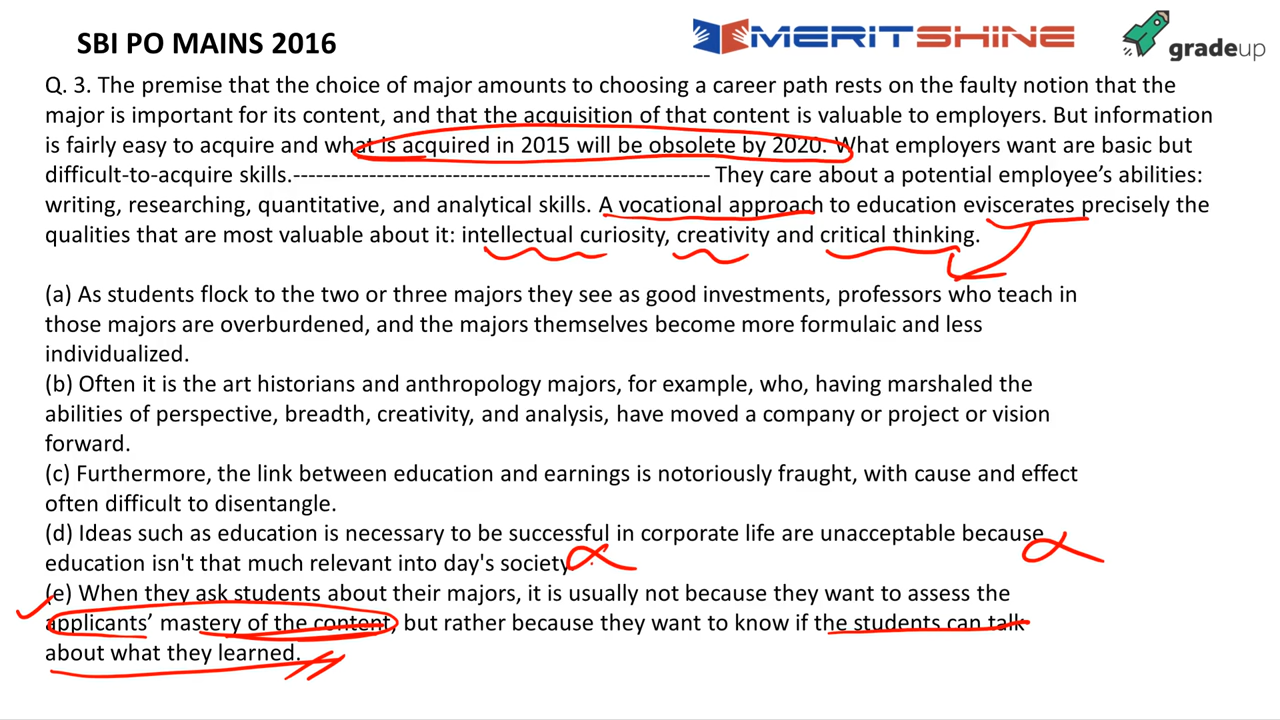 SBI PO MAINS 2016
MERITSHINE
gradeup
Q. 3. The premise that the choice of major amounts to choosing a career path rests on the faulty notion that the
major is important for its content, and that the acquisition of that content is valuable to employers. But information
is fairly easy to acquire and what is acquired in 2015 will be obsolete by 2020. What employers want are basic but
difficult-to-acquire skills.-------------------------------------------------------- They care about a potential employee’s abilities:
writing, researching, quantitative, and analytical skills. A vocational approach to education eviscerates precisely the
qualities that are most valuable about it: intellectual curiosity, creativity and critical thinking.
(a) As students flock to the two or three majors they see as good investments, professors who teach in
those majors are overburdened, and the majors themselves become more formulaic and less
individualized.
(b) Often it is the art historians and anthropology majors, for example, who, having marshaled the
abilities of perspective, breadth, creativity, and analysis, have moved a company or project or vision
forward.
(c) Furthermore, the link between education and earnings is notoriously fraught, with cause and effect
often difficult to disentangle.
(d) Ideas such as education is necessary to be successful in corporate life are unacceptable because
education isn't that much relevant into day's society
(e) When they ask students about their majors, it is usually not because they want to assess the
applicants’ mastery of the content, but rather because they want to know if the students can talk
about what they learned.